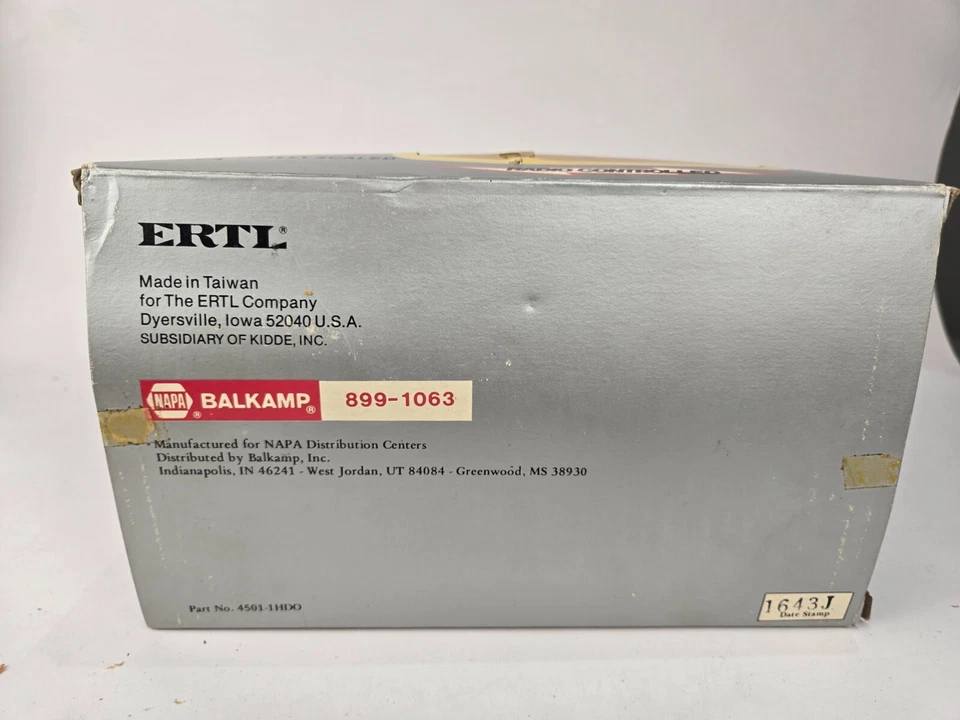 RADIO CONTROLLED
ERTL®
Made in Taiwan
for The ERTL Company
Dyersville, Iowa 52040 U.S.A.
SUBSIDIARY OF KIDDE, INC.
NAPA® BALKAMP® 899-1063
Manufactured for NAPA Distribution Centers
Distributed by Balkamp, Inc.
Indianapolis, IN 46241 - West Jordan, UT 84084 - Greenwood, MS 38930
Part No. 4501-1HDO
1643J
Date Stamp